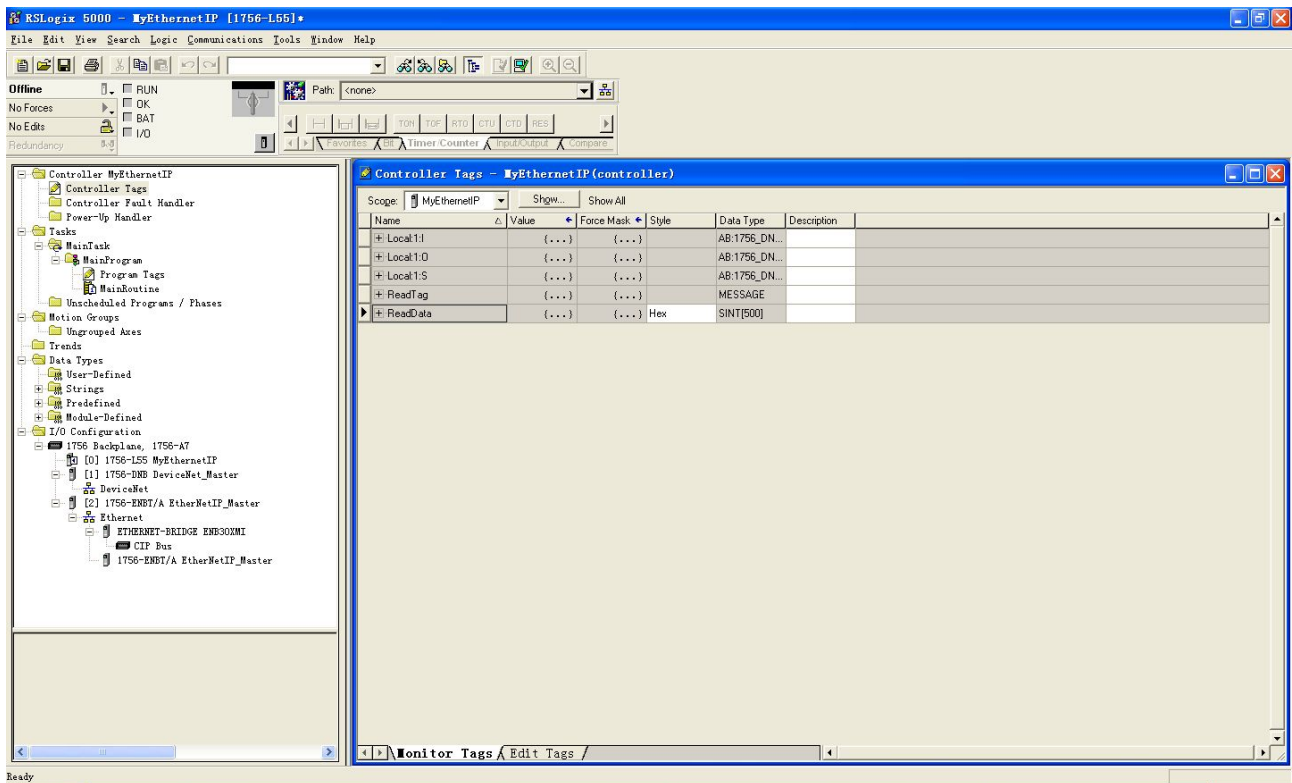 RSLogix 5000 - MyEthernetIP [1756-L55]*
File Edit View Search Logic Communications Tools Window Help
Offline
RUN
No Forces
OK
No Edits
BAT
Redundancy
I/O
Path: <none>
TON TOF RTO CTU CTD RES
Favorites Bit Timer/Counter Input/Output Compare
Controller MyEthernetIP
Controller Tags
Controller Fault Handler
Power-Up Handler
Tasks
MainTask
MainProgram
Program Tags
MainRoutine
Unscheduled Programs / Phases
Motion Groups
Ungrouped Axes
Trends
Data Types
User-Defined
Strings
Predefined
Module-Defined
I/O Configuration
1756 Backplane, 1756-A7
[0] 1756-L55 MyEthernetIP
[1] 1756-DNB DeviceNet_Master
DeviceNet
[2] 1756-ENBT/A EtherNetIP_Master
Ethernet
ETHERNET-BRIDGE ENB30XMI
CIP Bus
1756-ENBT/A EtherNetIP_Master
Controller Tags - MyEthernetIP(controller)
Scope: MyEthernetIP Show... Show All
Name Value Force Mask Style Data Type Description
Local:1:I {...} {...} AB:1756_DN...
Local:1:O {...} {...} AB:1756_DN...
Local:1:S {...} {...} AB:1756_DN...
ReadTag {...} {...} MESSAGE
ReadData {...} {...} Hex SINT[500]
Monitor Tags Edit Tags
Ready